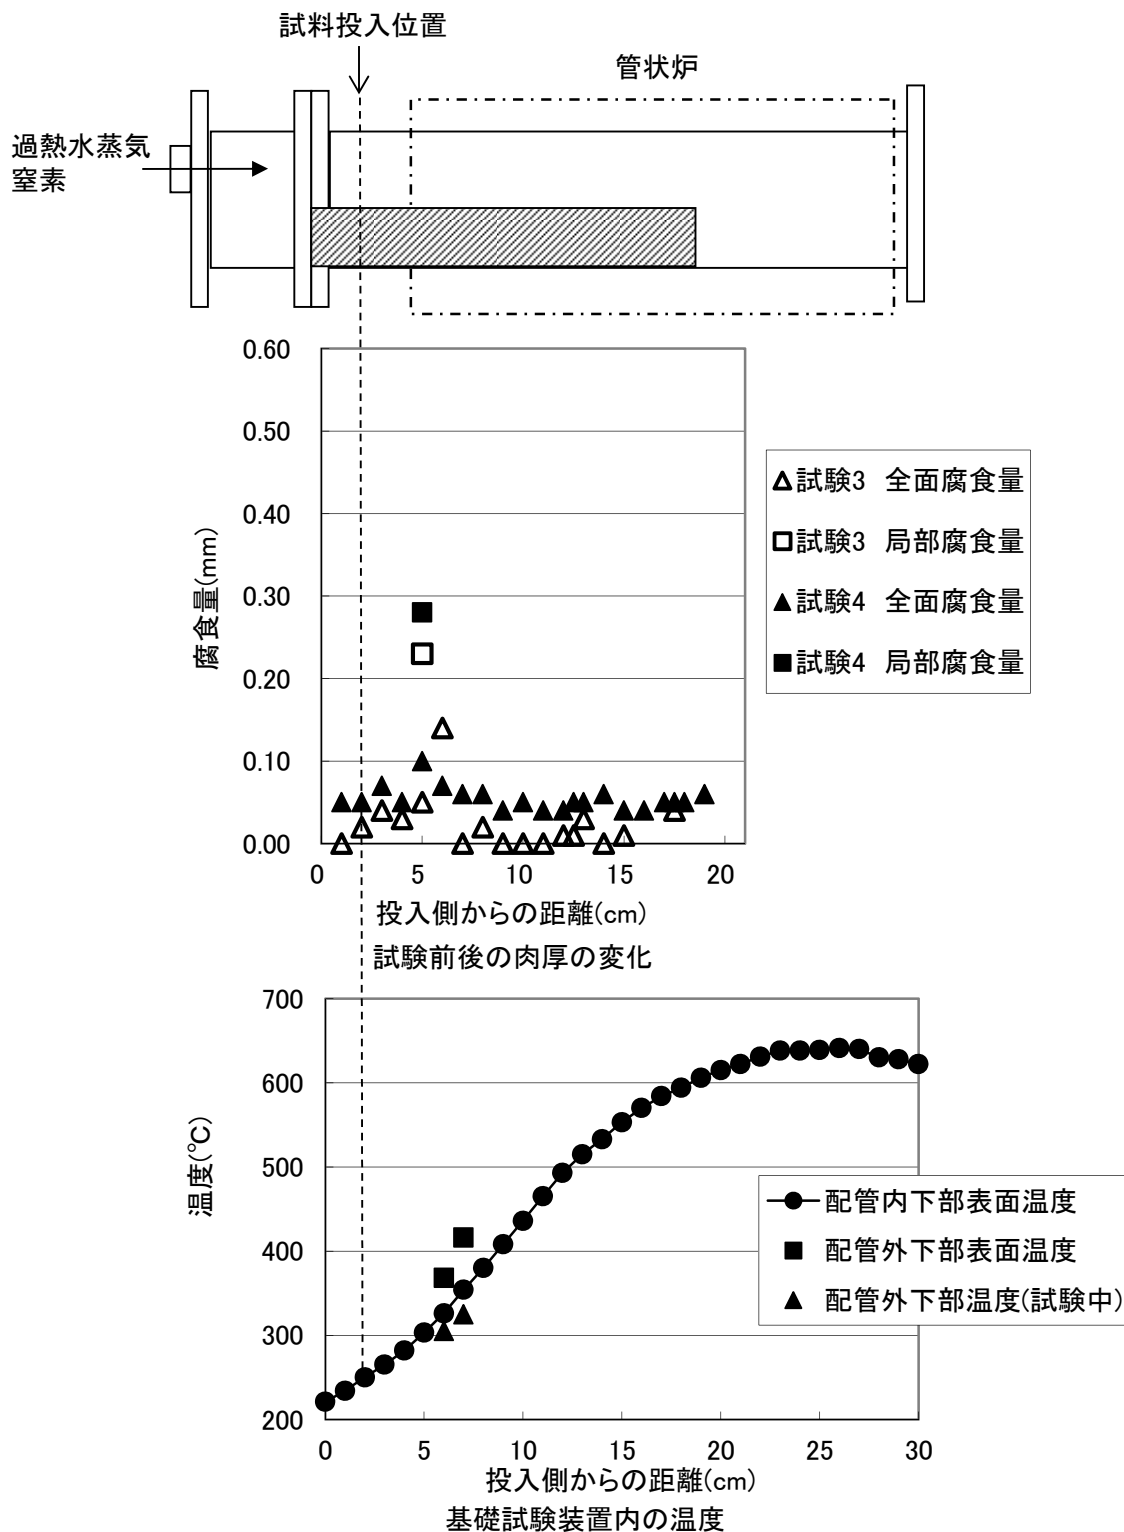 試料投入位置
管状炉
過熱水蒸気
窒素
0.60
0.50
0.40
0.30
0.20
0.10
0.00
腐食量(mm)
0 5 10 15 20
投入側からの距離(cm)
試験3 全面腐食量
試験3 局部腐食量
試験4 全面腐食量
試験4 局部腐食量
試験前後の肉厚の変化
700
600
500
400
300
200
温度(℃)
0 5 10 15 20 25 30
投入側からの距離(cm)
配管内下部表面温度
配管外下部表面温度
配管外下部温度(試験中)
基礎試験装置内の温度